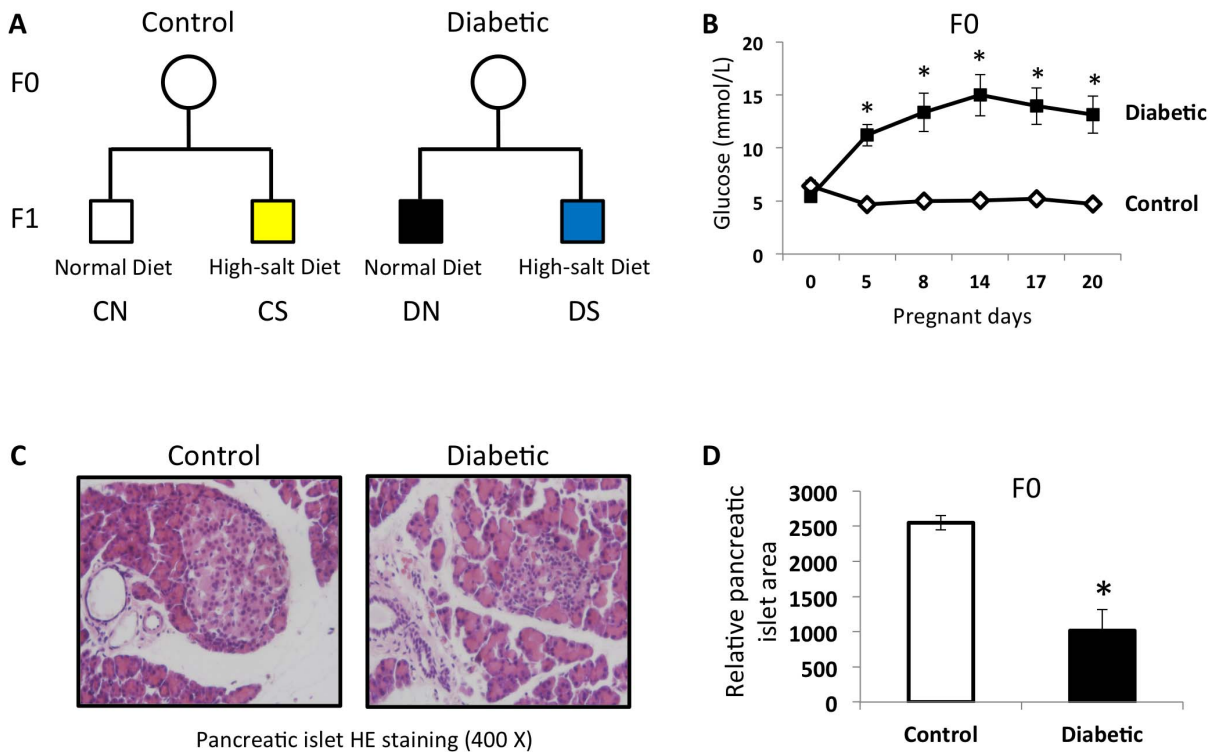 A
Control
Diabetic
F0
F1
Normal Diet
High-salt Diet
Normal Diet
High-salt Diet
CN
CS
DN
DS
B
F0
Glucose (mmol/L)
20
15
10
5
0
*
*
*
*
*
Diabetic
Control
0 5 8 14 17 20
Pregnant days
C
Control
Diabetic
Pancreatic islet HE staining (400 X)
D
F0
Relative pancreatic
islet area
3000
2500
2000
1500
1000
500
0
*
Control
Diabetic